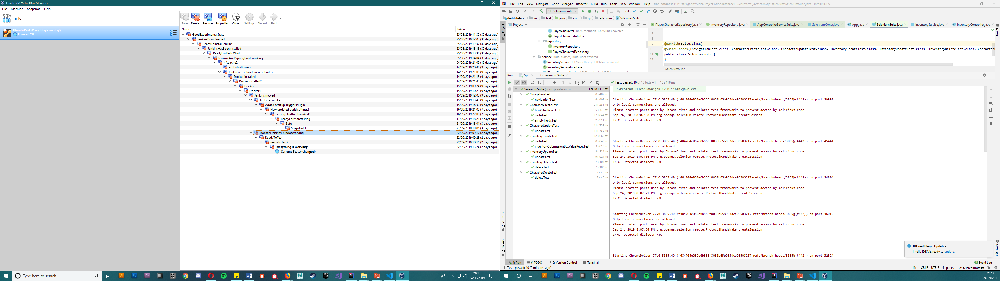 Oracle VM VirtualBox Manager
File Machine Snapshot Help
Tools
UbuntuTest (Everything is working!)
Powered Off
Take Delete Restore Properties Clone Settings Discard Start
Name Taken
GoodExperimentalState 25/08/2019 11:35 (30 days ago)
JenkinsDownloaded 25/08/2019 12:03 (30 days ago)
ReadyToInstallJenkins 25/08/2019 12:57 (30 days ago)
JenkinsHasBeenInstalled 25/08/2019 13:18 (30 days ago)
ReadyForHelloWorld 25/08/2019 13:38 (30 days ago)
Jenkins And Springboot working 25/08/2019 14:04 (30 days ago)
+Apache2 04/09/2019 21:09 (19 days ago)
ProbablyBroken 14/09/2019 20:48 (9 days ago)
Jenkins+frontandbackendbuilds 14/09/2019 21:08 (9 days ago)
Docker installed 14/09/2019 21:18 (9 days ago)
DockerInstalled2 14/09/2019 21:44 (9 days ago)
Docker3 15/09/2019 09:24 (9 days ago)
Docker4 15/09/2019 10:29 (9 days ago)
Jenkins moved 15/09/2019 12:03 (9 days ago)
Jenkins tweaks 15/09/2019 13:43 (9 days ago)
Added Startup Trigger Plugin 15/09/2019 16:50 (9 days ago)
New updated build settings! 16/09/2019 21:00 (7 days ago)
Settings further tweaked! 16/09/2019 22:06 (7 days ago)
ReadyForMoretesting 17/09/2019 18:21 (7 days ago)
Safe 21/09/2019 18:01 (3 days ago)
Snapshot 1 21/09/2019 18:04 (3 days ago)
Docker+Jenkins-KindofWorking 22/09/2019 09:17 (2 days ago)
ReadyToTest 22/09/2019 09:23 (2 days ago)
readyToTest2 22/09/2019 10:16 (2 days ago)
Everything is working! 22/09/2019 13:24 (2 days ago)
Current State (changed)
Type here to search
20:13
24/09/2019
File Edit View Navigate Code Analyze Refactor Build Run Tools VCS Window Help dnd-database [C:\Users\johnw\IdeaProjects\dnddatabase] - ...\src\test\java\com\qa\selenium\SeleniumSuite.java - IntelliJ IDEA
SeleniumSuite Git:
dnddatabase src test java com qa selenium SeleniumSuite
1: Project
Project
PlayerCharacterRepository.java InventoryRepository.java AppControllerServiceSuite.java SeleniumConst.java App.java SeleniumSuite.java InventoryService.java InventoryController.java
Maven
PlayerCharacter 100% methods, 100% lines covered
PlayerCharacterInterface
repository
InventoryRepository
PlayerCharacterRepository
service 100% classes, 100% lines covered
InventoryService 100% methods, 100% lines covered
InventoryServiceInterface
7
8
9 @RunWith(Suite.class)
10 @SuiteClasses({NavigationTest.class, CharacterCreateTest.class, CharacterUpdateTest.class, InventoryCreateTest.class, InventoryUpdateTest.class, InventoryDeleteTest.class, Character
11 public class SeleniumSuite {
12 }
SeleniumSuite
Run: App SeleniumSuite
Tests passed: 10 of 10 tests – 1 m 18 s 118 ms
SeleniumSuite (com.qa.selenium) 1 m 18 s 118 ms
NavigationTest 8 s 407 ms
navigationTest 8 s 407 ms
CharacterCreateTest 21 s 231 ms
boxValueResetTest 5 s 476 ms
writeTest 12 s 844 ms
emptyFieldsTest 2 s 911 ms
CharacterUpdateTest 11 s 739 ms
updateTest 11 s 739 ms
InventoryCreateTest 12 s 668 ms
writeTest 8 s 849 ms
inventorySubmissionBoxValueResetTest 3 s 819 ms
InventoryUpdateTest 9 s 924 ms
updateTest 9 s 924 ms
InventoryDeleteTest 7 s 103 ms
deleteTest 7 s 103 ms
CharacterDeleteTest 7 s 46 ms
deleteTest 7 s 46 ms
"C:\Program Files\Java\jdk-12.0.1\bin\java.exe" ...
Starting ChromeDriver 77.0.3865.40 (f484704e052e0b556f8030b65b953dce96503217-refs/branch-heads/3865@{#442}) on port 29990
Only local connections are allowed.
Please protect ports used by ChromeDriver and related test frameworks to prevent access by malicious code.
Sep 24, 2019 8:07:08 PM org.openqa.selenium.remote.ProtocolHandshake createSession
INFO: Detected dialect: W3C
Starting ChromeDriver 77.0.3865.40 (f484704e052e0b556f8030b65b953dce96503217-refs/branch-heads/3865@{#442}) on port 45441
Only local connections are allowed.
Please protect ports used by ChromeDriver and related test frameworks to prevent access by malicious code.
Sep 24, 2019 8:07:16 PM org.openqa.selenium.remote.ProtocolHandshake createSession
INFO: Detected dialect: W3C
Starting ChromeDriver 77.0.3865.40 (f484704e052e0b556f8030b65b953dce96503217-refs/branch-heads/3865@{#442}) on port 24804
Only local connections are allowed.
Please protect ports used by ChromeDriver and related test frameworks to prevent access by malicious code.
Sep 24, 2019 8:07:21 PM org.openqa.selenium.remote.ProtocolHandshake createSession
INFO: Detected dialect: W3C
Starting ChromeDriver 77.0.3865.40 (f484704e052e0b556f8030b65b953dce96503217-refs/branch-heads/3865@{#442}) on port 46012
Only local connections are allowed.
Please protect ports used by ChromeDriver and related test frameworks to prevent access by malicious code.
Sep 24, 2019 8:07:34 PM org.openqa.selenium.remote.ProtocolHandshake createSession
INFO: Detected dialect: W3C
Starting ChromeDriver 77.0.3865.40 (f484704e052e0b556f8030b65b953dce96503217-refs/branch-heads/3865@{#442}) on port 32324
7: Structure
2: Favorites
Coverage
IDE and Plugin Updates
IntelliJ IDEA is ready to update.
4: Run 6: TODO 9: Version Control Terminal 1 Event Log
Tests passed: 10 (5 minutes ago) 16:1 CRLF UTF-8 4 spaces Git: f/seleniumtests
20:13
24/09/2019